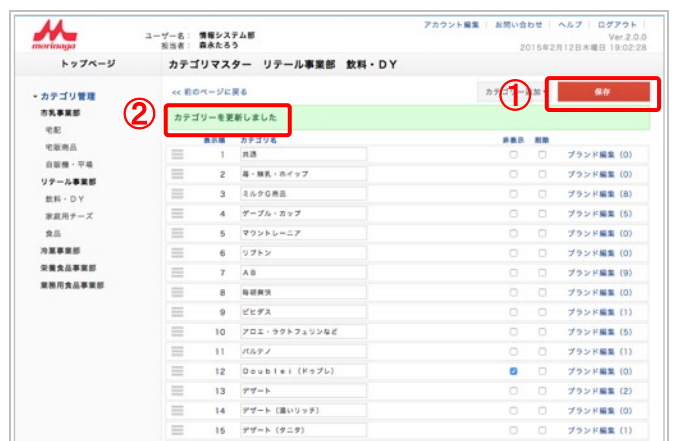 アカウント編集 お問い合わせ ヘルプ ログアウト
morinaga
ユーザー名： 情報システム部
担当者： 森永たろう
Ver.2.0.0
2015年2月12日木曜日 19:02:28
トップページ
カテゴリマスター リテール事業部 飲料・DY
<< 前のページに戻る
カテゴリー追加
①
保存
②
カテゴリーを更新しました
カテゴリ管理
市乳事業部
宅配
宅販商品
自販機・平場
リテール事業部
飲料・DY
家庭用チーズ
食品
冷菓事業部
栄養食品事業部
業務用食品事業部
表示順 カテゴリ名 非表示 削除
1 共通 ブランド編集 (0)
2 苺・練乳・ホイップ ブランド編集 (0)
3 ミルクG商品 ブランド編集 (8)
4 ゲーブル・カップ ブランド編集 (5)
5 マウントレーニア ブランド編集 (0)
6 リプトン ブランド編集 (0)
7 AB ブランド編集 (9)
8 毎朝爽快 ブランド編集 (0)
9 ビヒダス ブランド編集 (1)
10 アロエ・ラクトフェリンなど ブランド編集 (5)
11 パルテノ ブランド編集 (1)
12 Doublei（ドゥブレ） ブランド編集 (0)
13 デザート ブランド編集 (2)
14 デザート（濃いリッチ） ブランド編集 (0)
15 デザート（タニタ） ブランド編集 (1)